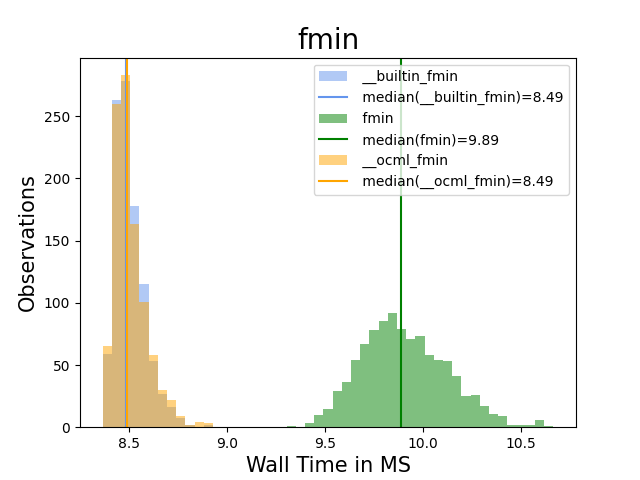 fmin
__builtin_fmin
median(__builtin_fmin)=8.49
fmin
median(fmin)=9.89
__ocml_fmin
median(__ocml_fmin)=8.49
Observations
250
200
150
100
50
0
8.5 9.0 9.5 10.0 10.5
Wall Time in MS